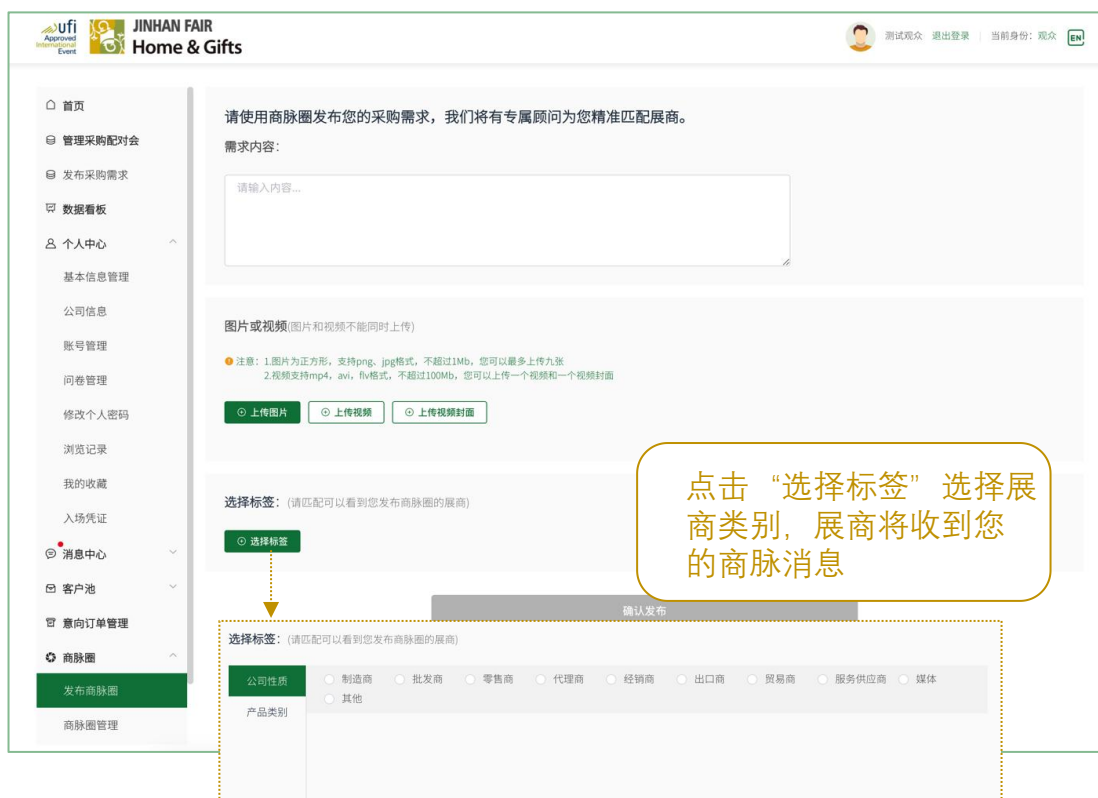 ufi
Approved
International
Event
JINHAN FAIR
Home & Gifts
测试观众 退出登录 当前身份：观众 EN
首页
管理采购配对会
发布采购需求
数据看板
个人中心
基本信息管理
公司信息
账号管理
问卷管理
修改个人密码
浏览记录
我的收藏
入场凭证
消息中心
客户池
意向订单管理
商脉圈
发布商脉圈
商脉圈管理
请使用商脉圈发布您的采购需求，我们将有专属顾问为您精准匹配展商。
需求内容：
请输入内容...
图片或视频(图片和视频不能同时上传)
注意：1.图片为正方形，支持png、jpg格式，不超过1Mb，您可以最多上传九张
2.视频支持mp4，avi，flv格式，不超过100Mb，您可以上传一个视频和一个视频封面
上传图片 上传视频 上传视频封面
选择标签：(请匹配可以看到您发布商脉圈的展商)
选择标签
点击“选择标签”选择展
商类别，展商将收到您
的商脉消息
确认发布
选择标签：(请匹配可以看到您发布商脉圈的展商)
公司性质 制造商 批发商 零售商 代理商 经销商 出口商 贸易商 服务供应商 媒体
其他
产品类别